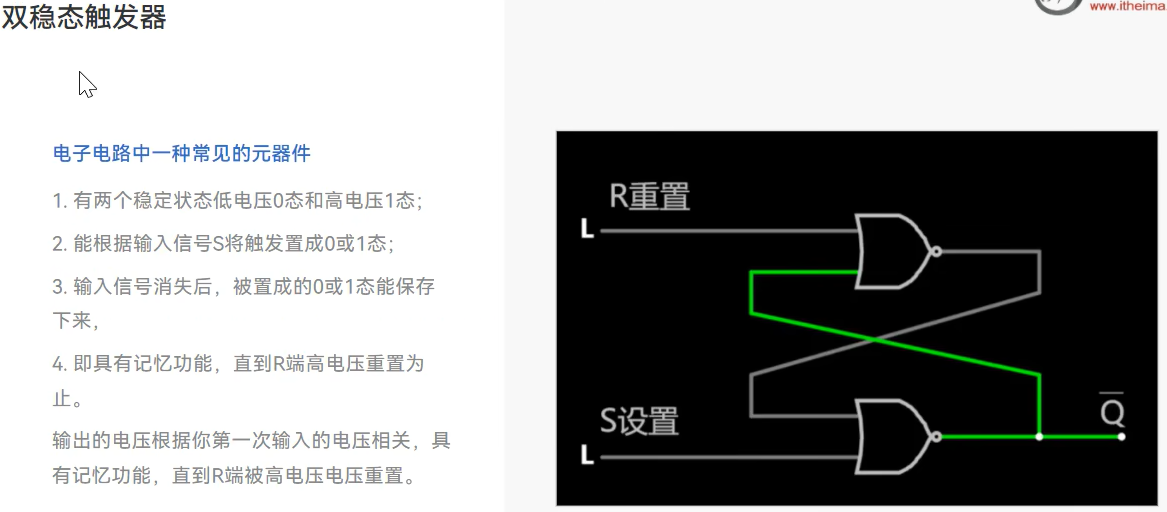 双稳态触发器
www.itheima
电子电路中一种常见的元器件
1. 有两个稳定状态低电压0态和高电压1态；
2. 能根据输入信号S将触发置成0或1态；
3. 输入信号消失后，被置成的0或1态能保存
下来，
4. 即具有记忆功能，直到R端高电压重置为
止。
输出的电压根据你第一次输入的电压相关，具
有记忆功能，直到R端被高电压电压重置。
R重置
L
S设置
L
Q̅